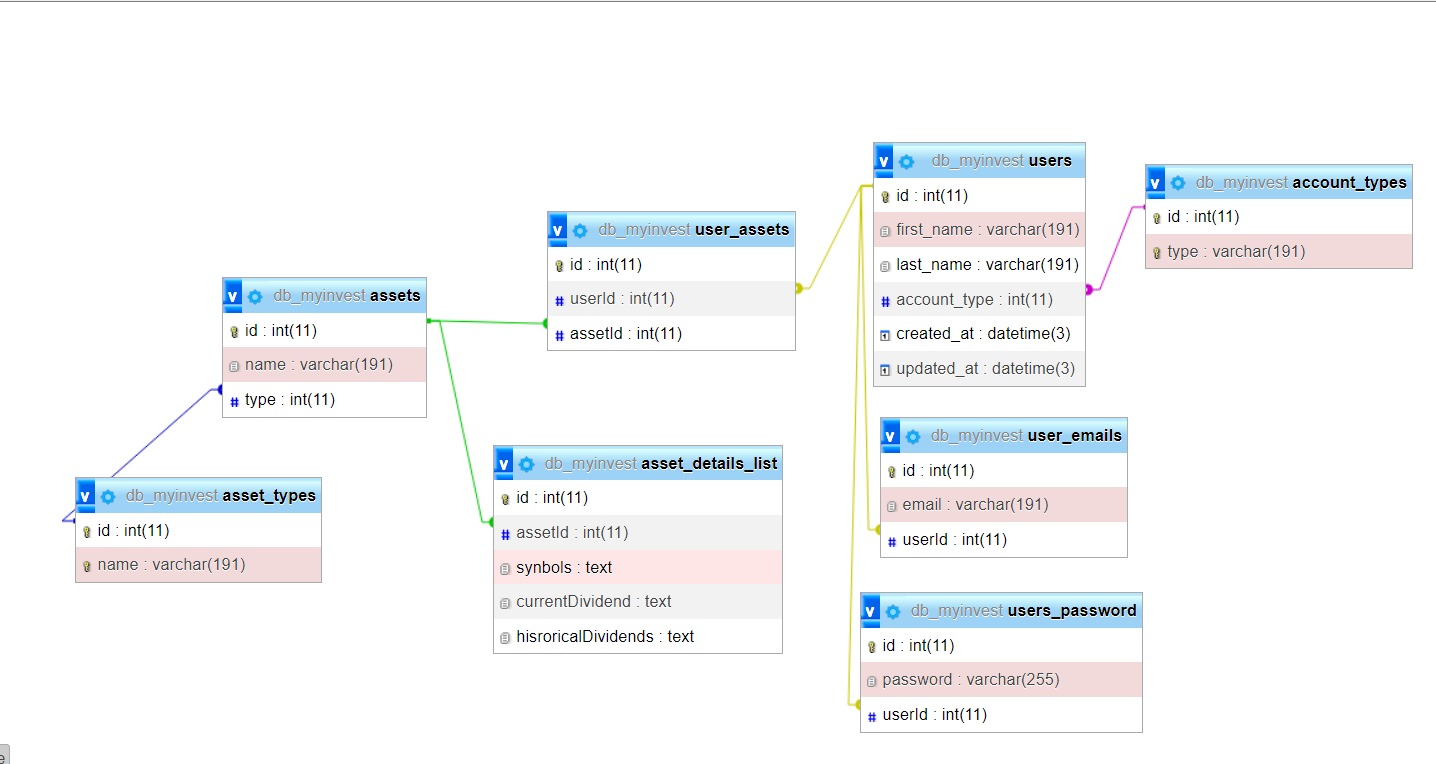 db_myinvest users
id : int(11)
first_name : varchar(191)
last_name : varchar(191)
account_type : int(11)
created_at : datetime(3)
updated_at : datetime(3)
db_myinvest account_types
id : int(11)
type : varchar(191)
db_myinvest user_assets
id : int(11)
userId : int(11)
assetId : int(11)
db_myinvest assets
id : int(11)
name : varchar(191)
type : int(11)
db_myinvest asset_types
id : int(11)
name : varchar(191)
db_myinvest asset_details_list
id : int(11)
assetId : int(11)
synbols : text
currentDividend : text
hisroricalDividends : text
db_myinvest user_emails
id : int(11)
email : varchar(191)
userId : int(11)
db_myinvest users_password
id : int(11)
password : varchar(255)
userId : int(11)